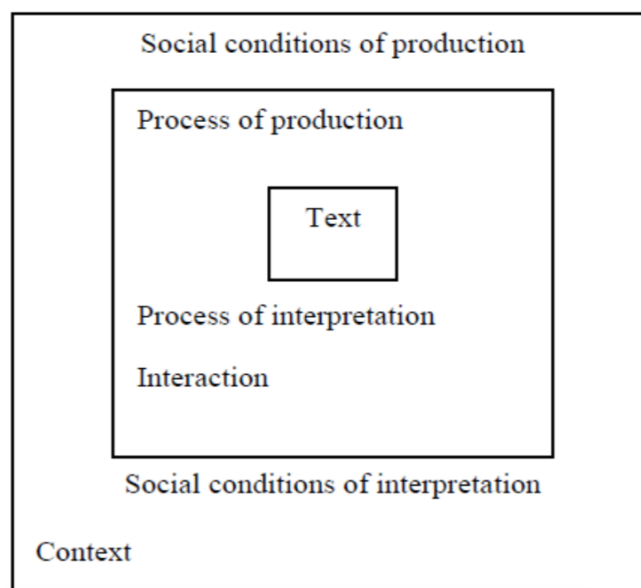 Social conditions of production
Process of production
Text
Process of interpretation
Interaction
Social conditions of interpretation
Context